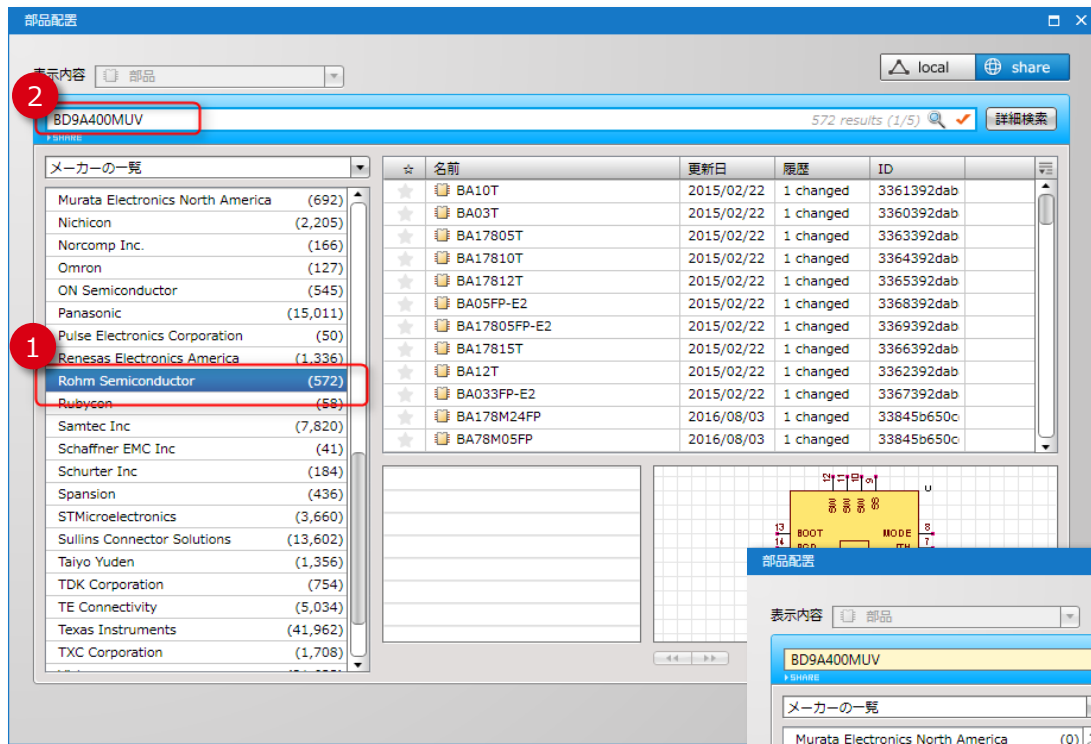 部品配置
表示内容 部品
local share
2
BD9A400MUV 572 results (1/5) 詳細検索
SHARE
メーカーの一覧
Murata Electronics North America (692)
Nichicon (2,205)
Norcomp Inc. (166)
Omron (127)
ON Semiconductor (545)
Panasonic (15,011)
Pulse Electronics Corporation (50)
1
Renesas Electronics America (1,336)
Rohm Semiconductor (572)
Rubycon (58)
Samtec Inc (7,820)
Schaffner EMC Inc (41)
Schurter Inc (184)
Spansion (436)
STMicroelectronics (3,660)
Sullins Connector Solutions (13,602)
Taiyo Yuden (1,356)
TDK Corporation (754)
TE Connectivity (5,034)
Texas Instruments (41,962)
TXC Corporation (1,708)
名前 更新日 履歴 ID
BA10T 2015/02/22 1 changed 3361392dab
BA03T 2015/02/22 1 changed 3360392dab
BA17805T 2015/02/22 1 changed 3363392dab
BA17810T 2015/02/22 1 changed 3364392dab
BA17812T 2015/02/22 1 changed 3365392dab
BA05FP-E2 2015/02/22 1 changed 3368392dab
BA17805FP-E2 2015/02/22 1 changed 3369392dab
BA17815T 2015/02/22 1 changed 3366392dab
BA12T 2015/02/22 1 changed 3362392dab
BA033FP-E2 2015/02/22 1 changed 3367392dab
BA178M24FP 2016/08/03 1 changed 33845b650c
BA78M05FP 2016/08/03 1 changed 33845b650c
12 11 10 9
U
13 BOOT MODE 8
14 7
部品配置
表示内容 部品
BD9A400MUV
SHARE
メーカーの一覧
Murata Electronics North America (0)